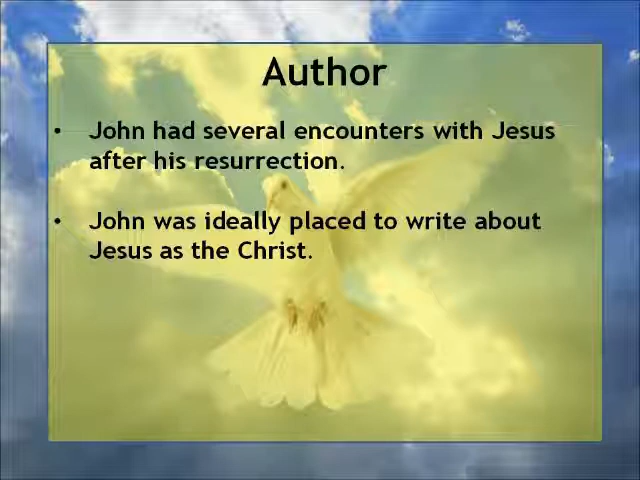 Author
• John had several encounters with Jesus
after his resurrection.
• John was ideally placed to write about
Jesus as the Christ.